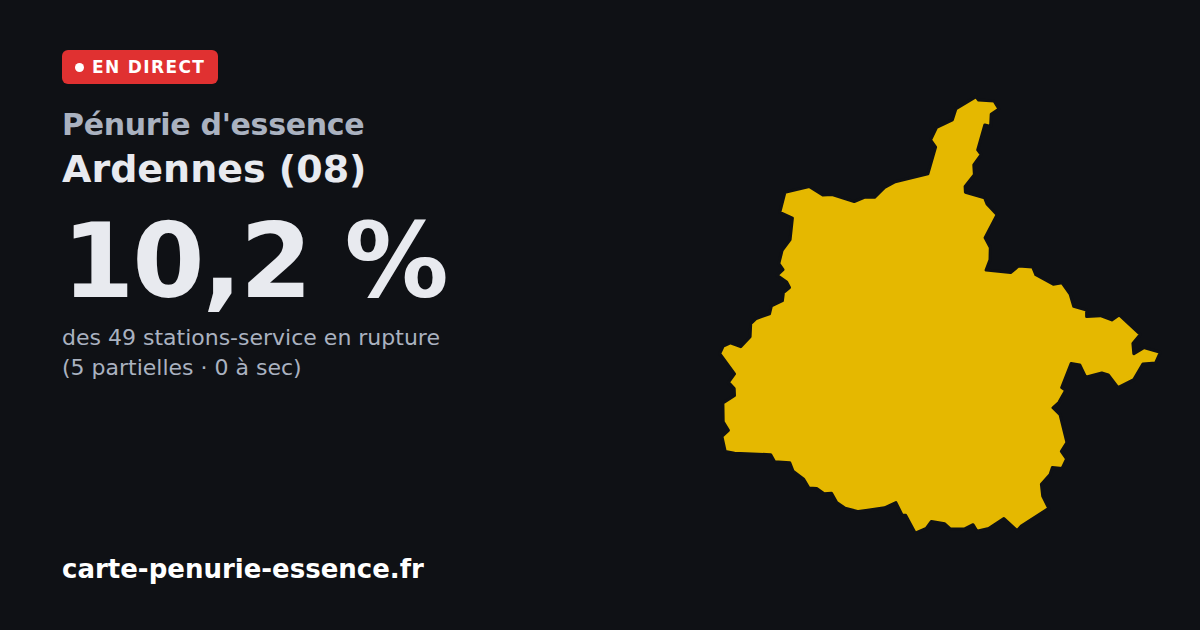 EN DIRECT
Pénurie d'essence
Ardennes (08)
10,2 %
des 49 stations-service en rupture
(5 partielles · 0 à sec)
carte-penurie-essence.fr